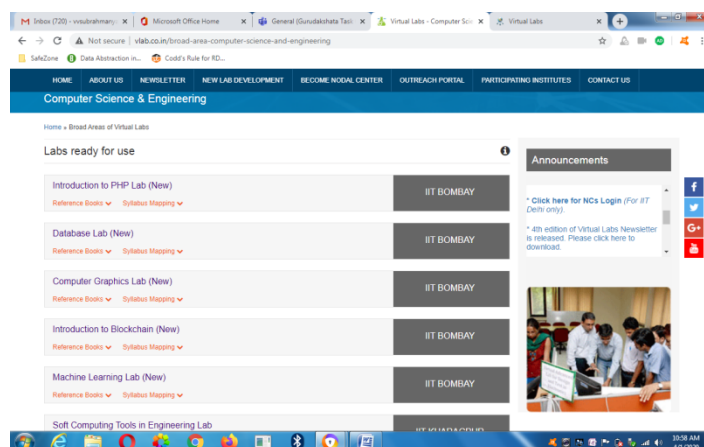 Inbox (720) - vvsubrahmany
Microsoft Office Home
General (Gurudakshata Task
Virtual Labs - Computer Scie
Virtual Labs
Not secure | vlab.co.in/broad-area-computer-science-and-engineering
SafeZone
Data Abstraction in...
Codd's Rule for RD...
HOME ABOUT US NEWSLETTER NEW LAB DEVELOPMENT BECOME NODAL CENTER OUTREACH PORTAL PARTICIPATING INSTITUTES CONTACT US
Computer Science & Engineering
Home » Broad Areas of Virtual Labs
Labs ready for use
Introduction to PHP Lab (New)
Reference Books Syllabus Mapping
IIT BOMBAY
Database Lab (New)
Reference Books Syllabus Mapping
IIT BOMBAY
Computer Graphics Lab (New)
Reference Books Syllabus Mapping
IIT BOMBAY
Introduction to Blockchain (New)
Reference Books Syllabus Mapping
IIT BOMBAY
Machine Learning Lab (New)
Reference Books Syllabus Mapping
IIT BOMBAY
Soft Computing Tools in Engineering Lab
IIT KHARAGPUR
Announcements
* Click here for NCs Login (For IIT
Delhi only).
* 4th edition of Virtual Labs Newsletter
is released. Please click here to
download.
f
G+
10:58 AM